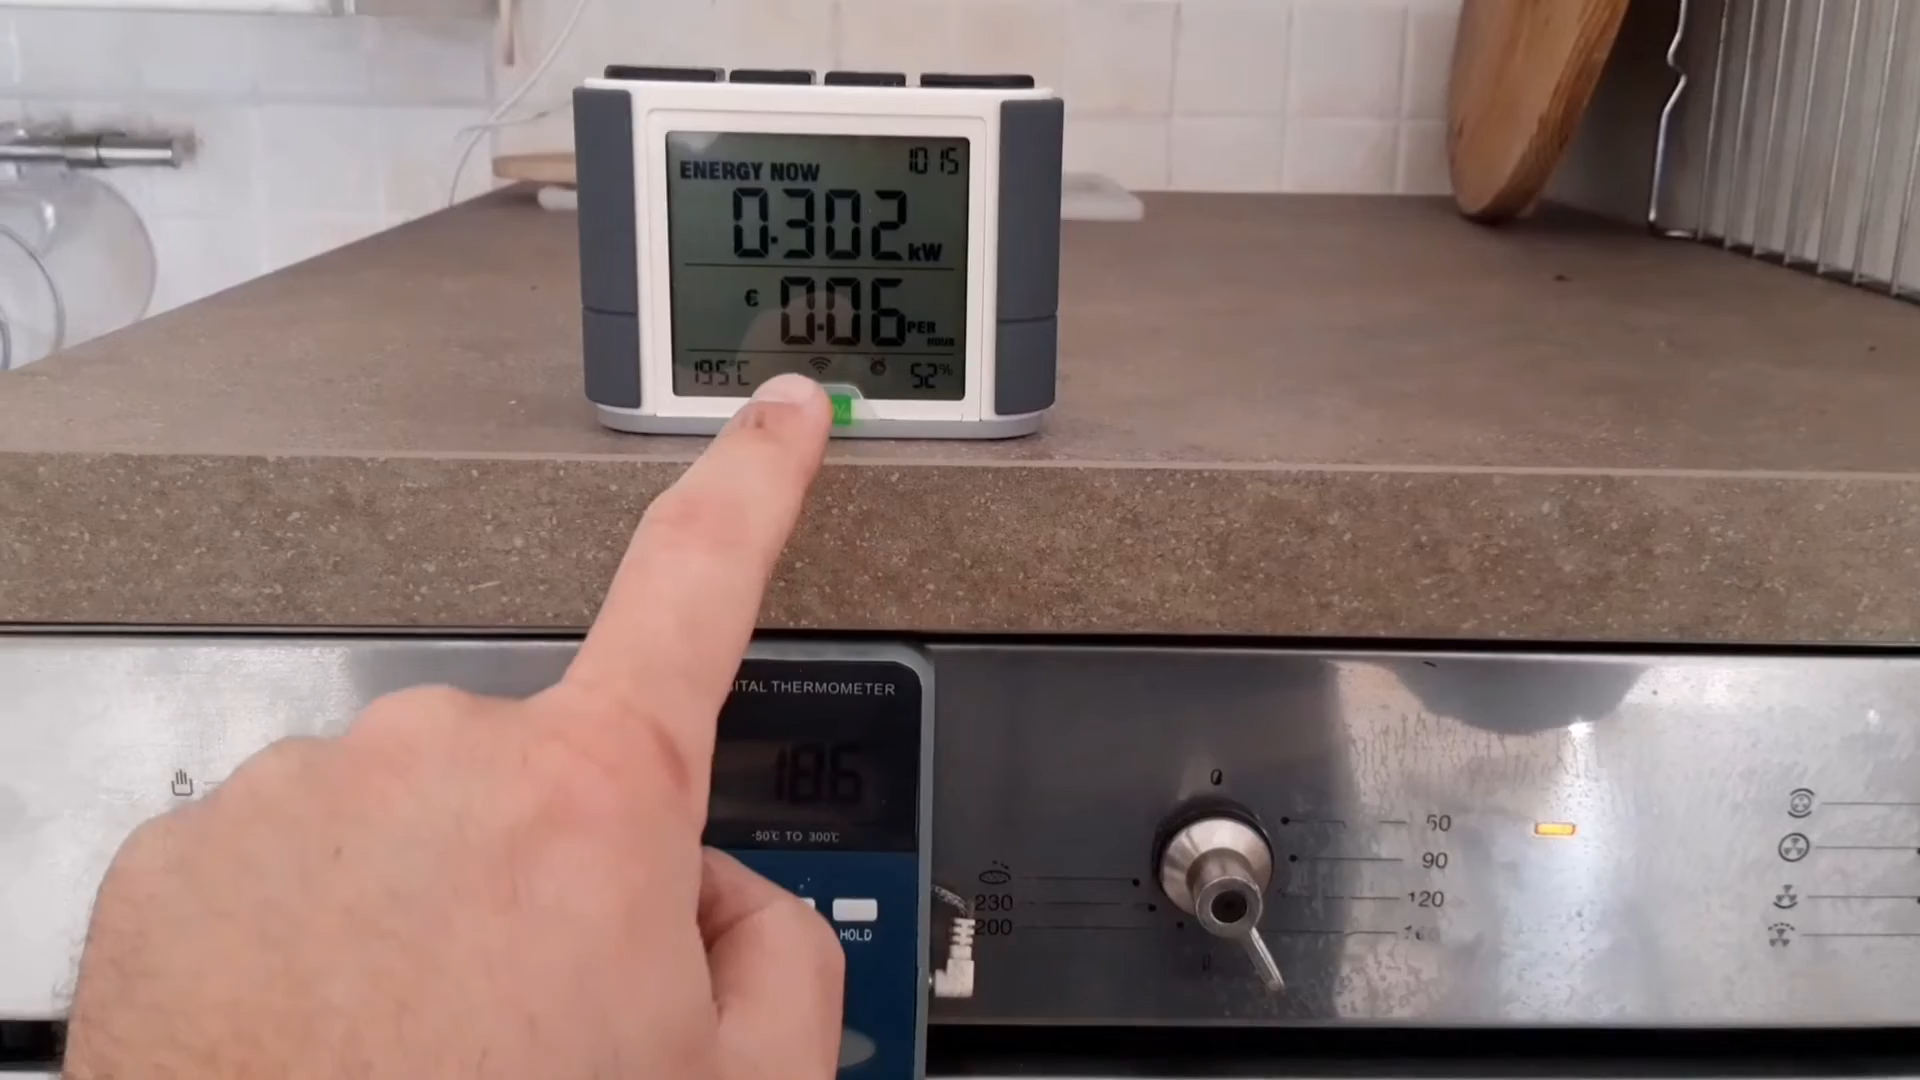 10 15
ENERGY NOW
0.302 kW
€ 0.06 PER HOUR
19.5°C 52%
ITAL THERMOMETER
18.6
-50°C TO 300°C
HOLD
0
50
90
120
230
200